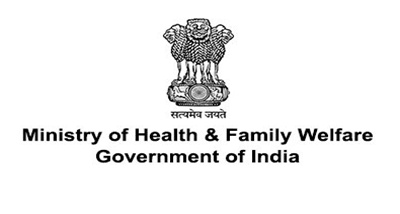 सत्यमेव जयते
Ministry of Health & Family Welfare
Government of India